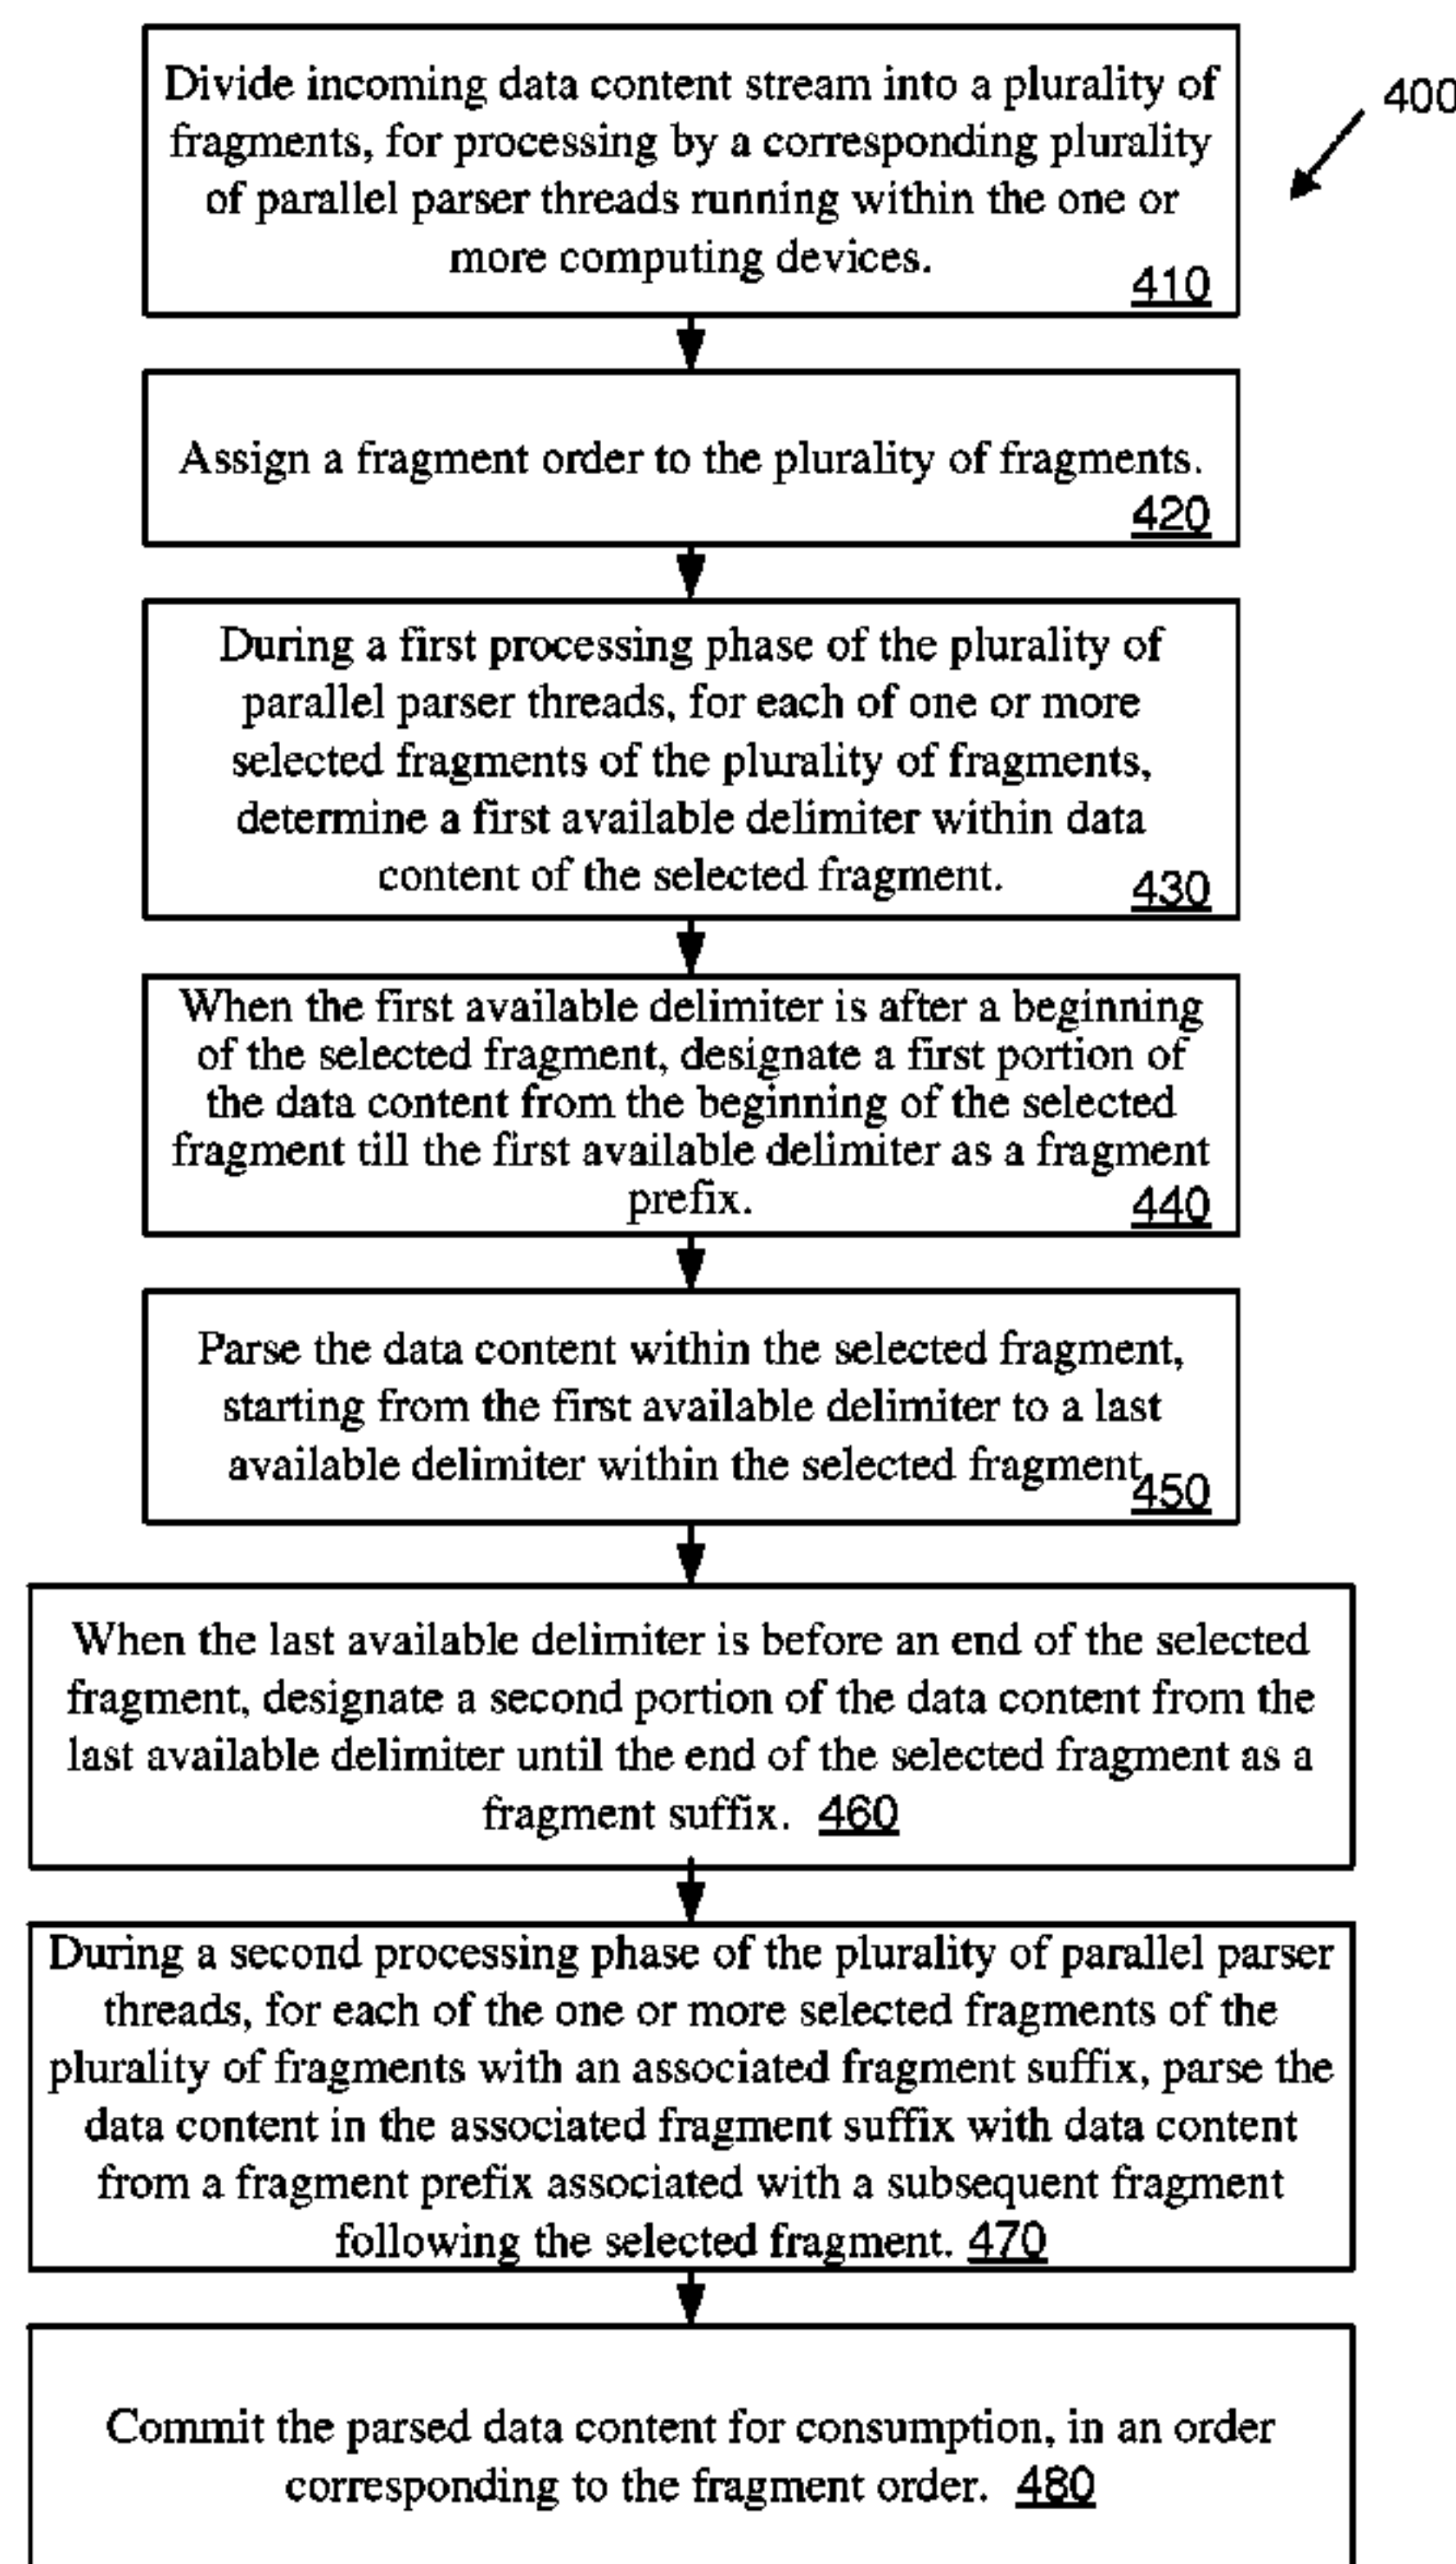 400
Divide incoming data content stream into a plurality of
fragments, for processing by a corresponding plurality
of parallel parser threads running within the one or
more computing devices.
410
Assign a fragment order to the plurality of fragments.
420
During a first processing phase of the plurality of
parallel parser threads, for each of one or more
selected fragments of the plurality of fragments,
determine a first available delimiter within data
content of the selected fragment.
430
When the first available delimiter is after a beginning
of the selected fragment, designate a first portion of
the data content from the beginning of the selected
fragment till the first available delimiter as a fragment
prefix.
440
Parse the data content within the selected fragment,
starting from the first available delimiter to a last
available delimiter within the selected fragment
450
When the last available delimiter is before an end of the selected
fragment, designate a second portion of the data content from the
last available delimiter until the end of the selected fragment as a
fragment suffix. 460
During a second processing phase of the plurality of parallel parser
threads, for each of the one or more selected fragments of the
plurality of fragments with an associated fragment suffix, parse the
data content in the associated fragment suffix with data content
from a fragment prefix associated with a subsequent fragment
following the selected fragment. 470
Commit the parsed data content for consumption, in an order
corresponding to the fragment order. 480